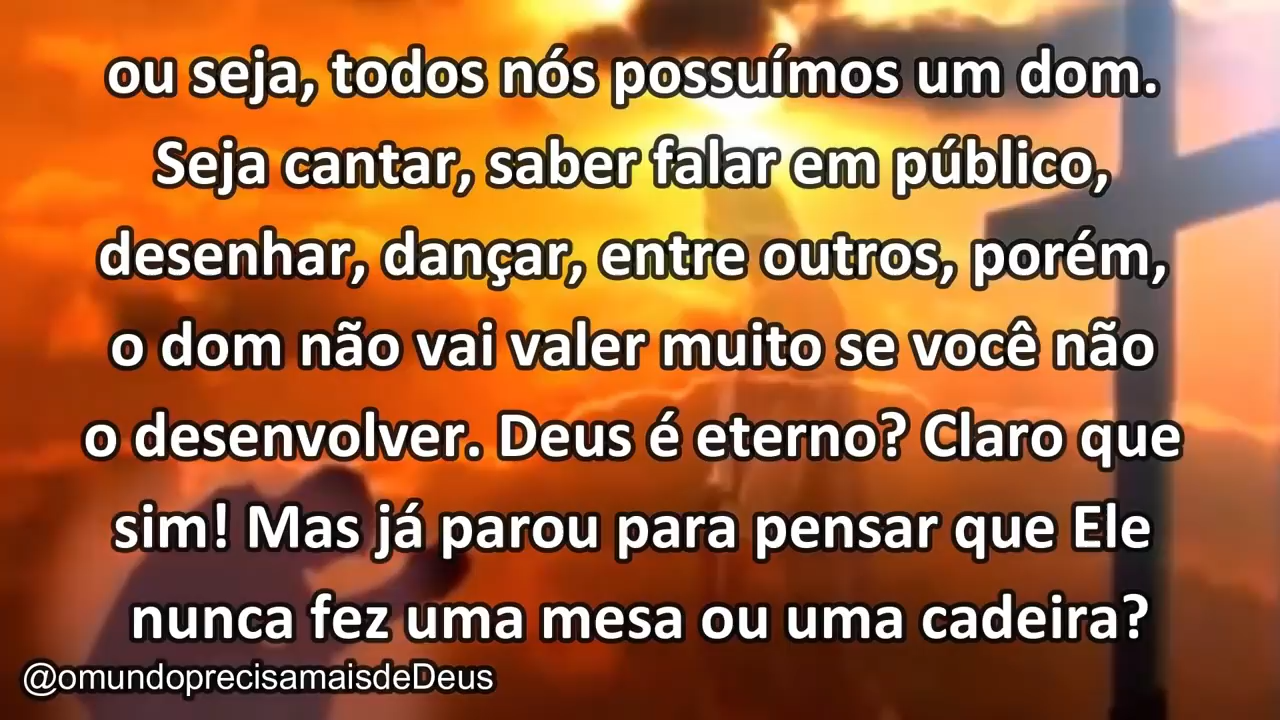 ou seja, todos nós possuímos um dom.
Seja cantar, saber falar em público,
desenhar, dançar, entre outros, porém,
o dom não vai valer muito se você não
o desenvolver. Deus é eterno? Claro que
sim! Mas já parou para pensar que Ele
nunca fez uma mesa ou uma cadeira?
@omundoprecisamaisdeDeus